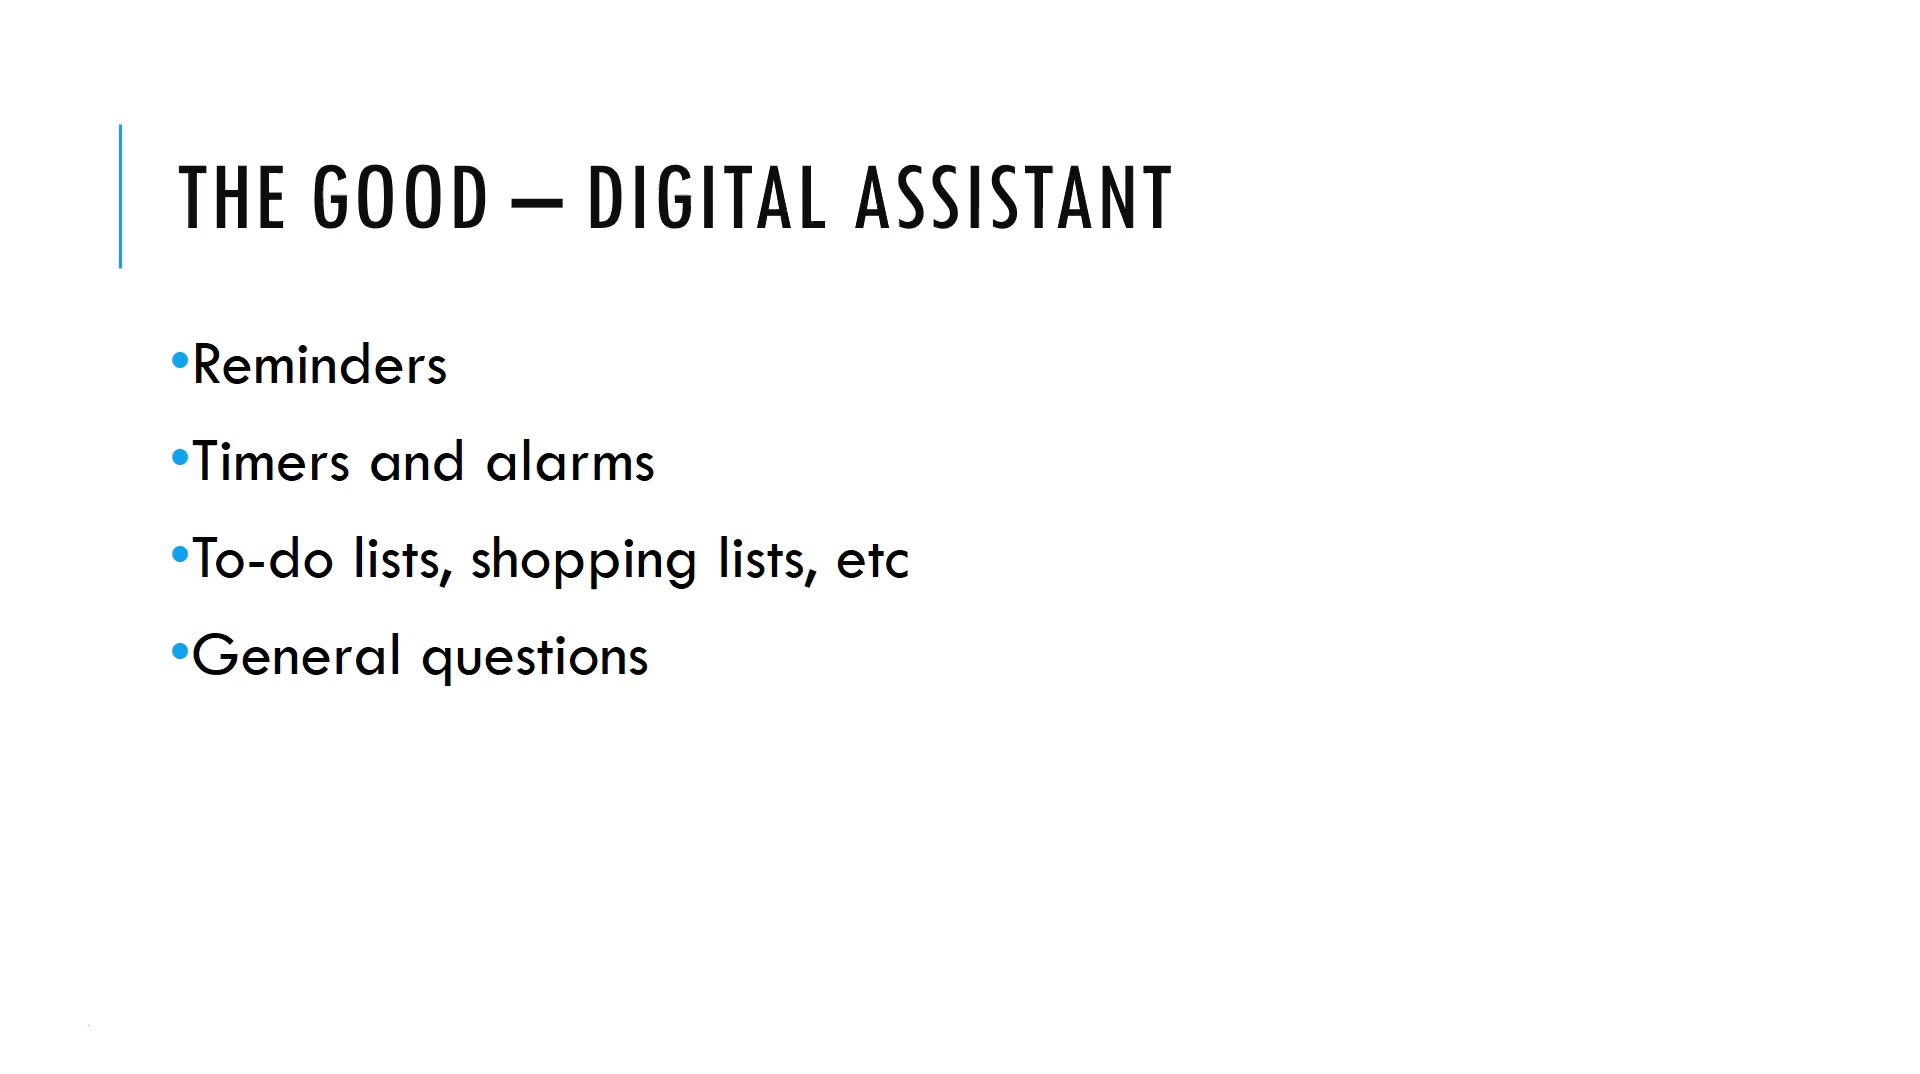 THE GOOD – DIGITAL ASSISTANT
•Reminders
•Timers and alarms
•To-do lists, shopping lists, etc
•General questions